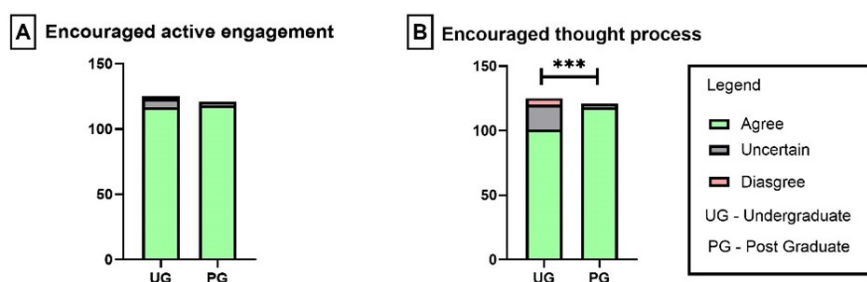 A Encouraged active engagement
150
100
50
0
UG PG
B Encouraged thought process
***
150
100
50
0
UG PG
Legend
Agree
Uncertain
Diasgree
UG - Undergraduate
PG - Post Graduate